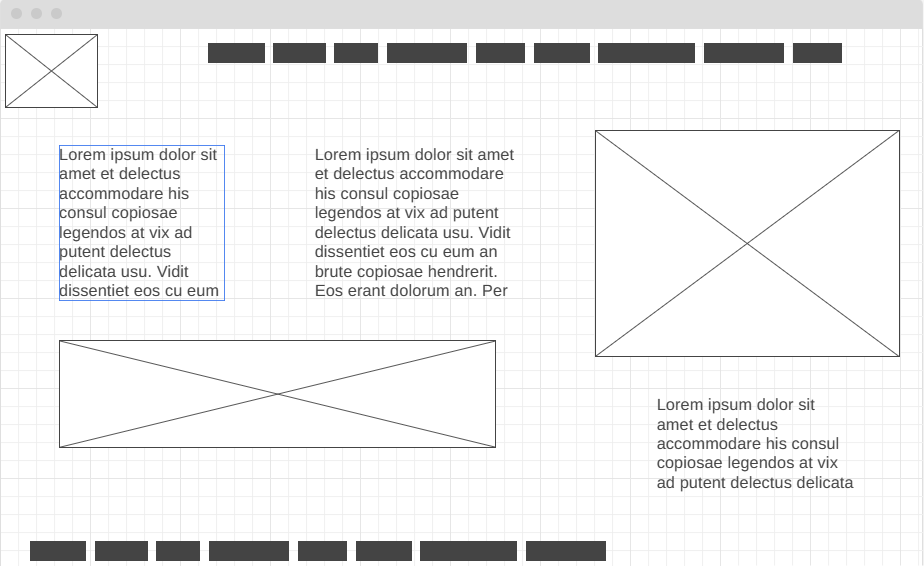 Lorem ipsum dolor sit
amet et delectus
accommodare his
consul copiosae
legendos at vix ad
putent delectus
delicata usu. Vidit
dissentiet eos cu eum
Lorem ipsum dolor sit amet
et delectus accommodare
his consul copiosae
legendos at vix ad putent
delectus delicata usu. Vidit
dissentiet eos cu eum an
brute copiosae hendrerit.
Eos erant dolorum an. Per
Lorem ipsum dolor sit
amet et delectus
accommodare his consul
copiosae legendos at vix
ad putent delectus delicata